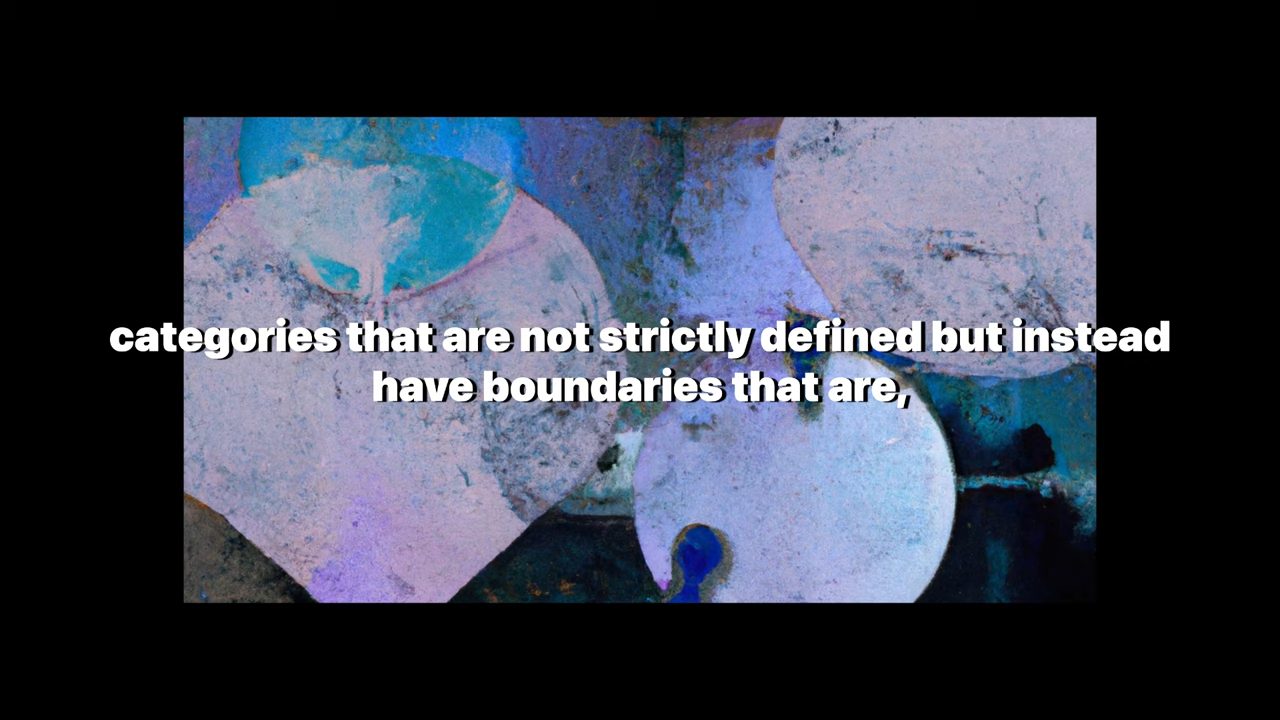 categories that are not strictly defined but instead
have boundaries that are,